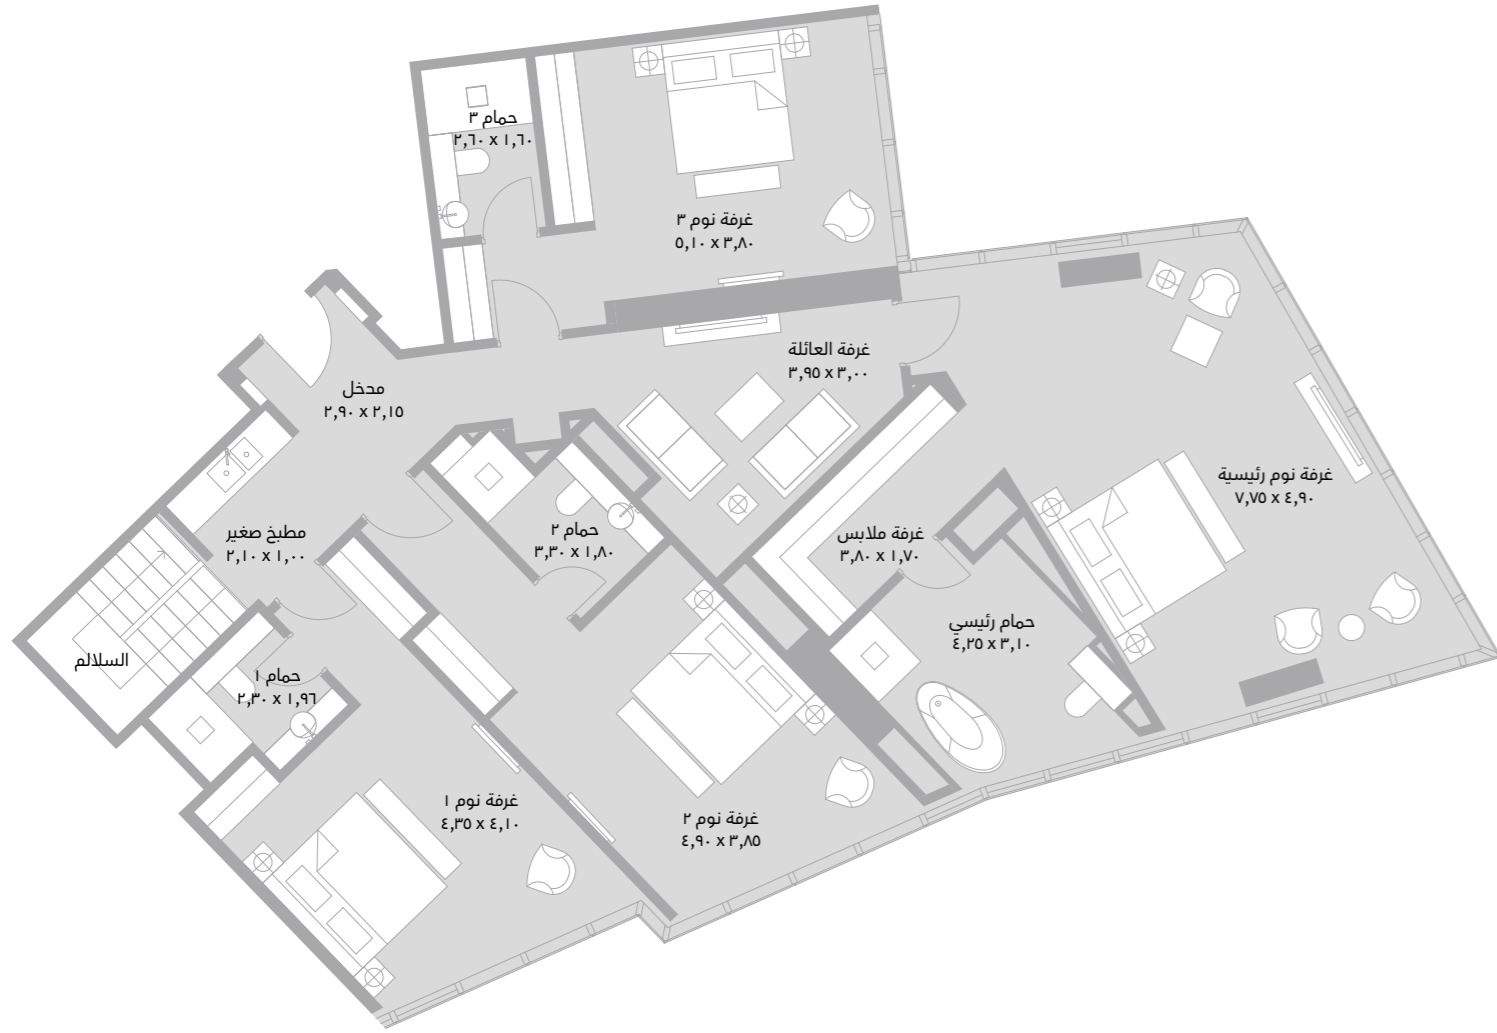 حمام ٣
٢,٦٠ x ١,٦٠
غرفة نوم ٣
٥,١٠ x ٣,٨٠
غرفة العائلة
٣,٩٥ x ٣,٠٠
مدخل
٢,٩٠ x ٢,١٥
غرفة نوم رئيسية
٧,٧٥ x ٤,٩٠
غرفة ملابس
٣,٨٠ x ١,٧٠
حمام ٢
٣,٣٠ x ١,٨٠
مطبخ صغير
٢,١٠ x ١,٠٠
حمام رئيسي
٤,٢٥ x ٣,١٠
السلالم
حمام ١
٢,٣٠ x ١,٩٦
غرفة نوم ١
٤,٣٥ x ٤,١٠
غرفة نوم ٢
٤,٩٠ x ٣,٨٥